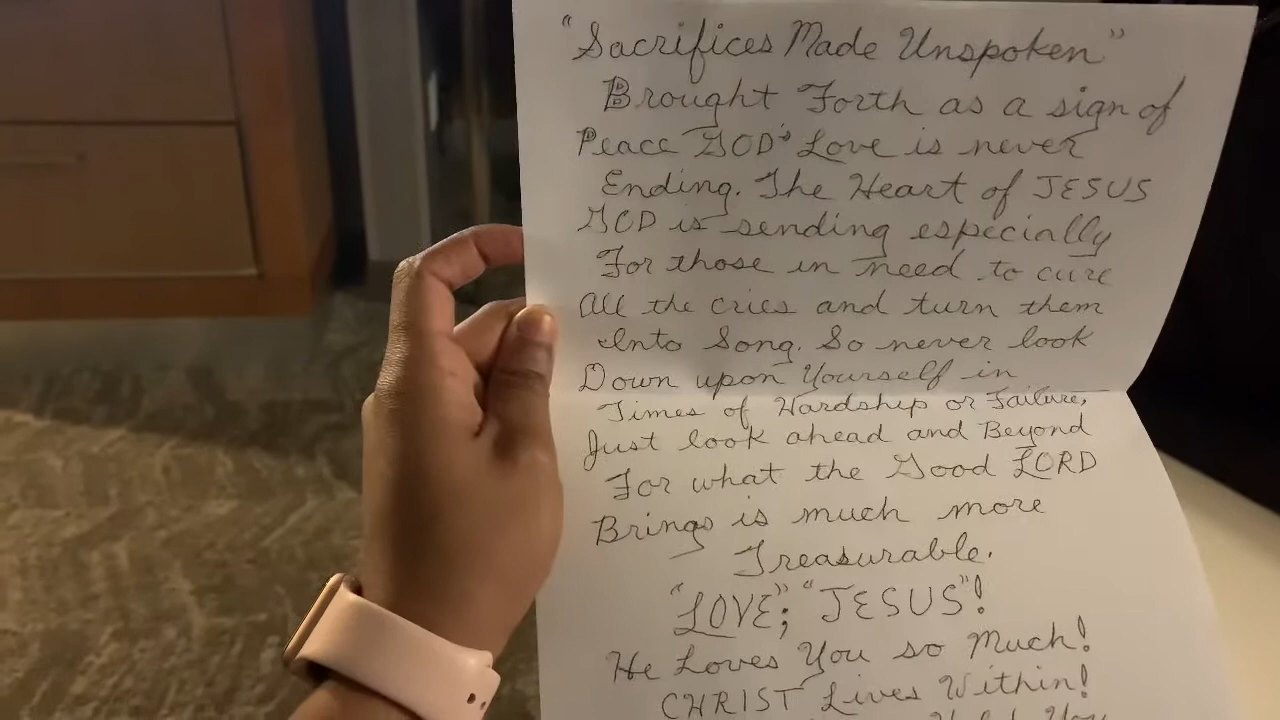 "Sacrifices Made Unspoken"
Brought Forth as a sign of
Peace GOD's Love is never
Ending. The Heart of JESUS
GOD is sending especially
For those in need to cure
All the cries and turn them
Into Song. So never look
Down upon Yourself in
Times of Hardship or Failure,
Just look ahead and Beyond
For what the Good LORD
Brings is much more
Treasurable.
"LOVE"; "JESUS"!
He Loves You so Much!
CHRIST Lives Within!
You